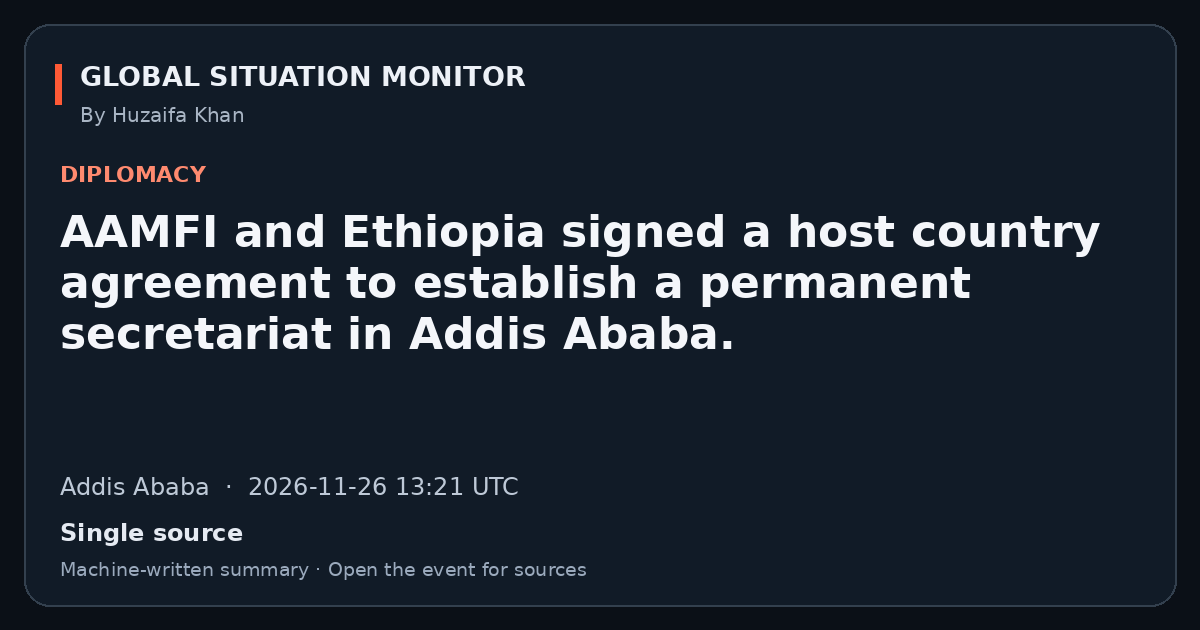 GLOBAL SITUATION MONITOR
By Huzaifa Khan
DIPLOMACY
AAMFI and Ethiopia signed a host country
agreement to establish a permanent
secretariat in Addis Ababa.
Addis Ababa · 2026-11-26 13:21 UTC
Single source
Machine-written summary · Open the event for sources